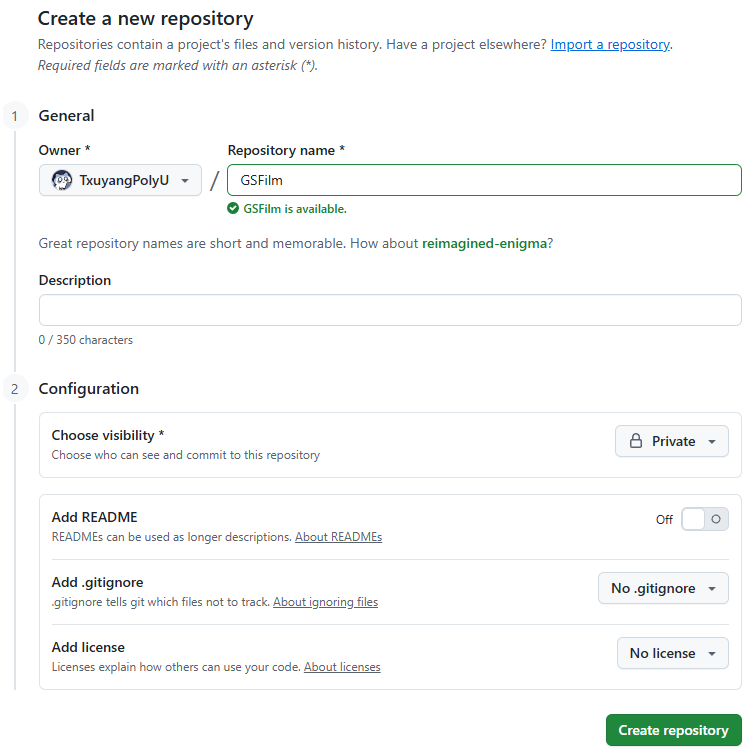 Create a new repository
Repositories contain a project's files and version history. Have a project elsewhere? Import a repository.
Required fields are marked with an asterisk (*).
1 General
Owner * Repository name *
TxuyangPolyU / GSFilm
GSFilm is available.
Great repository names are short and memorable. How about reimagined-enigma?
Description
0 / 350 characters
2 Configuration
Choose visibility * Private
Choose who can see and commit to this repository
Add README Off
READMEs can be used as longer descriptions. About READMEs
Add .gitignore No .gitignore
.gitignore tells git which files not to track. About ignoring files
Add license No license
Licenses explain how others can use your code. About licenses
Create repository